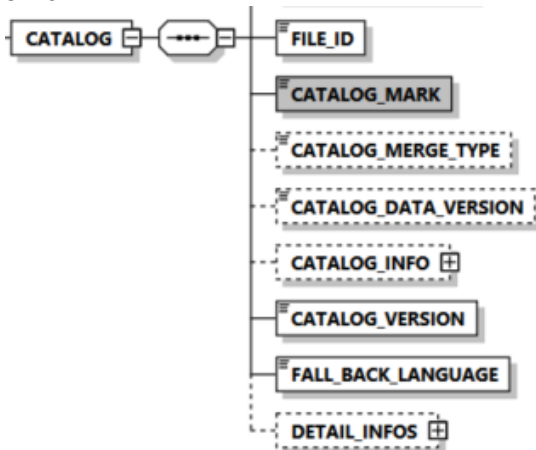 CATALOG
FILE_ID
CATALOG_MARK
CATALOG_MERGE_TYPE
CATALOG_DATA_VERSION
CATALOG_INFO
CATALOG_VERSION
FALL_BACK_LANGUAGE
DETAIL_INFOS